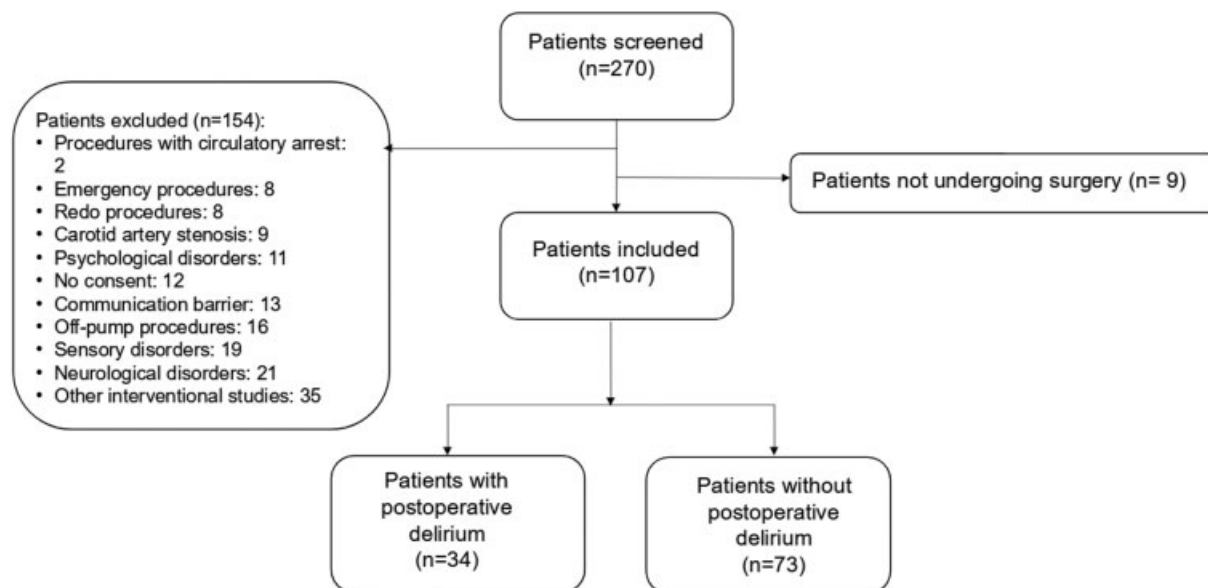 Patients screened
(n=270)
Patients excluded (n=154):
• Procedures with circulatory arrest:
2
• Emergency procedures: 8
• Redo procedures: 8
• Carotid artery stenosis: 9
• Psychological disorders: 11
• No consent: 12
• Communication barrier: 13
• Off-pump procedures: 16
• Sensory disorders: 19
• Neurological disorders: 21
• Other interventional studies: 35
Patients not undergoing surgery (n= 9)
Patients included
(n=107)
Patients with
postoperative
delirium
(n=34)
Patients without
postoperative
delirium
(n=73)